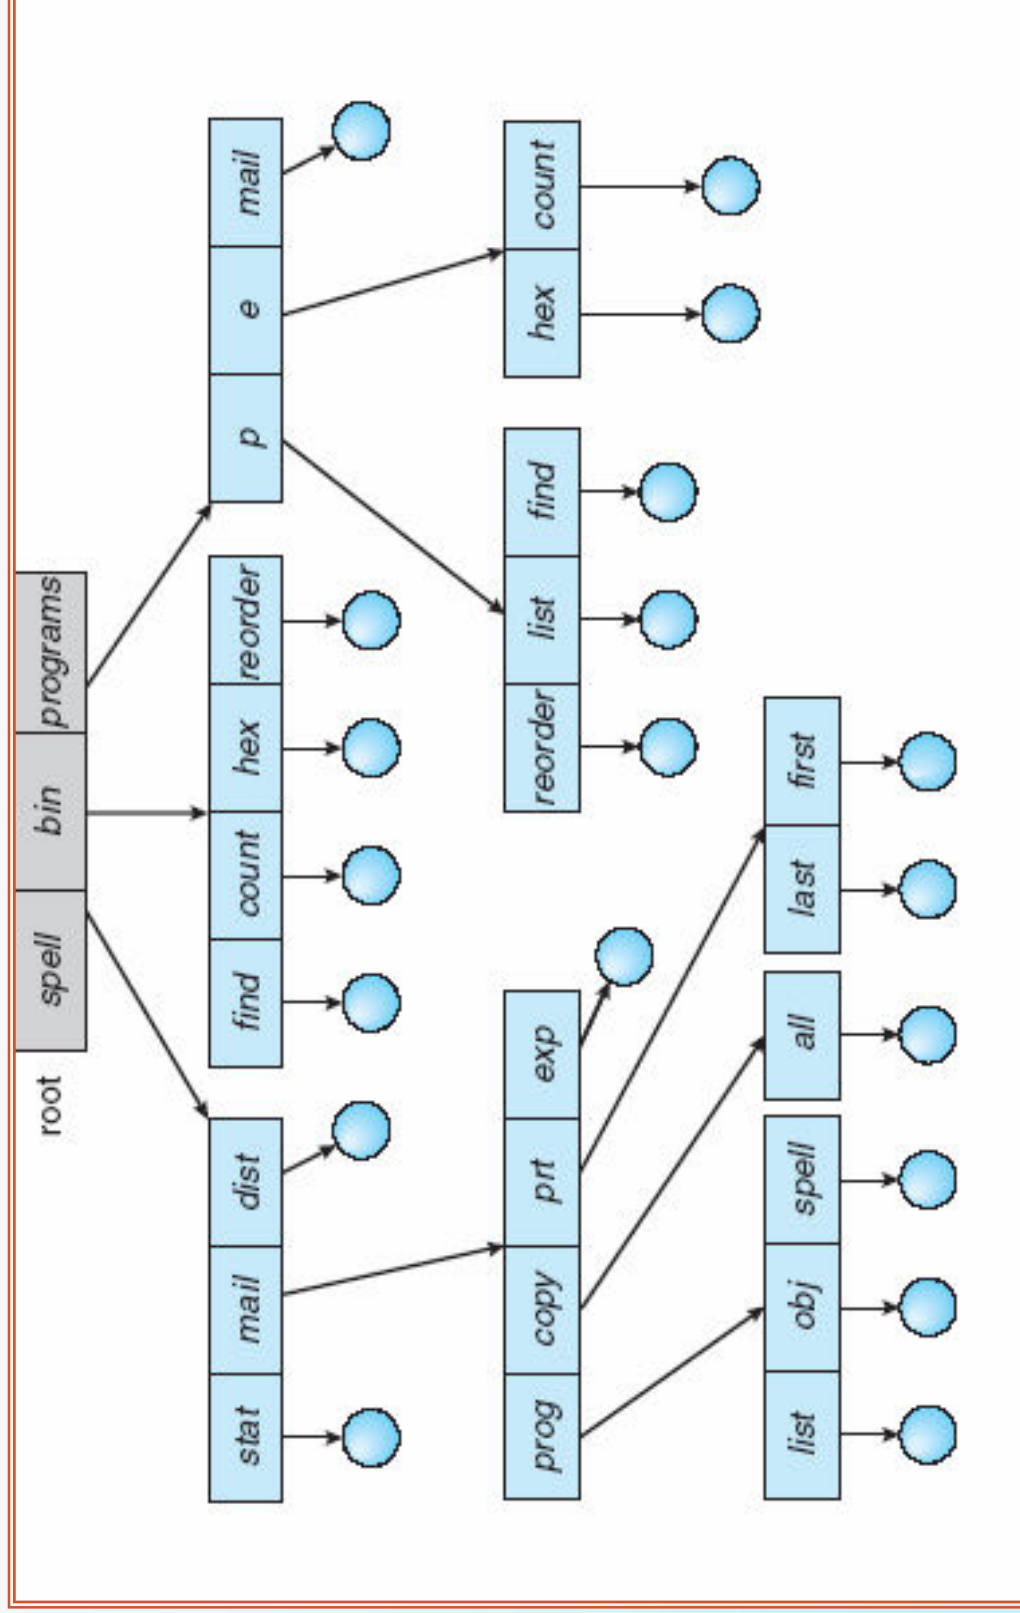 root spell bin programs
stat mail dist
find count hex reorder
p e mail
prog copy prt exp
reorder list find
hex count
list obj spell
all
last first